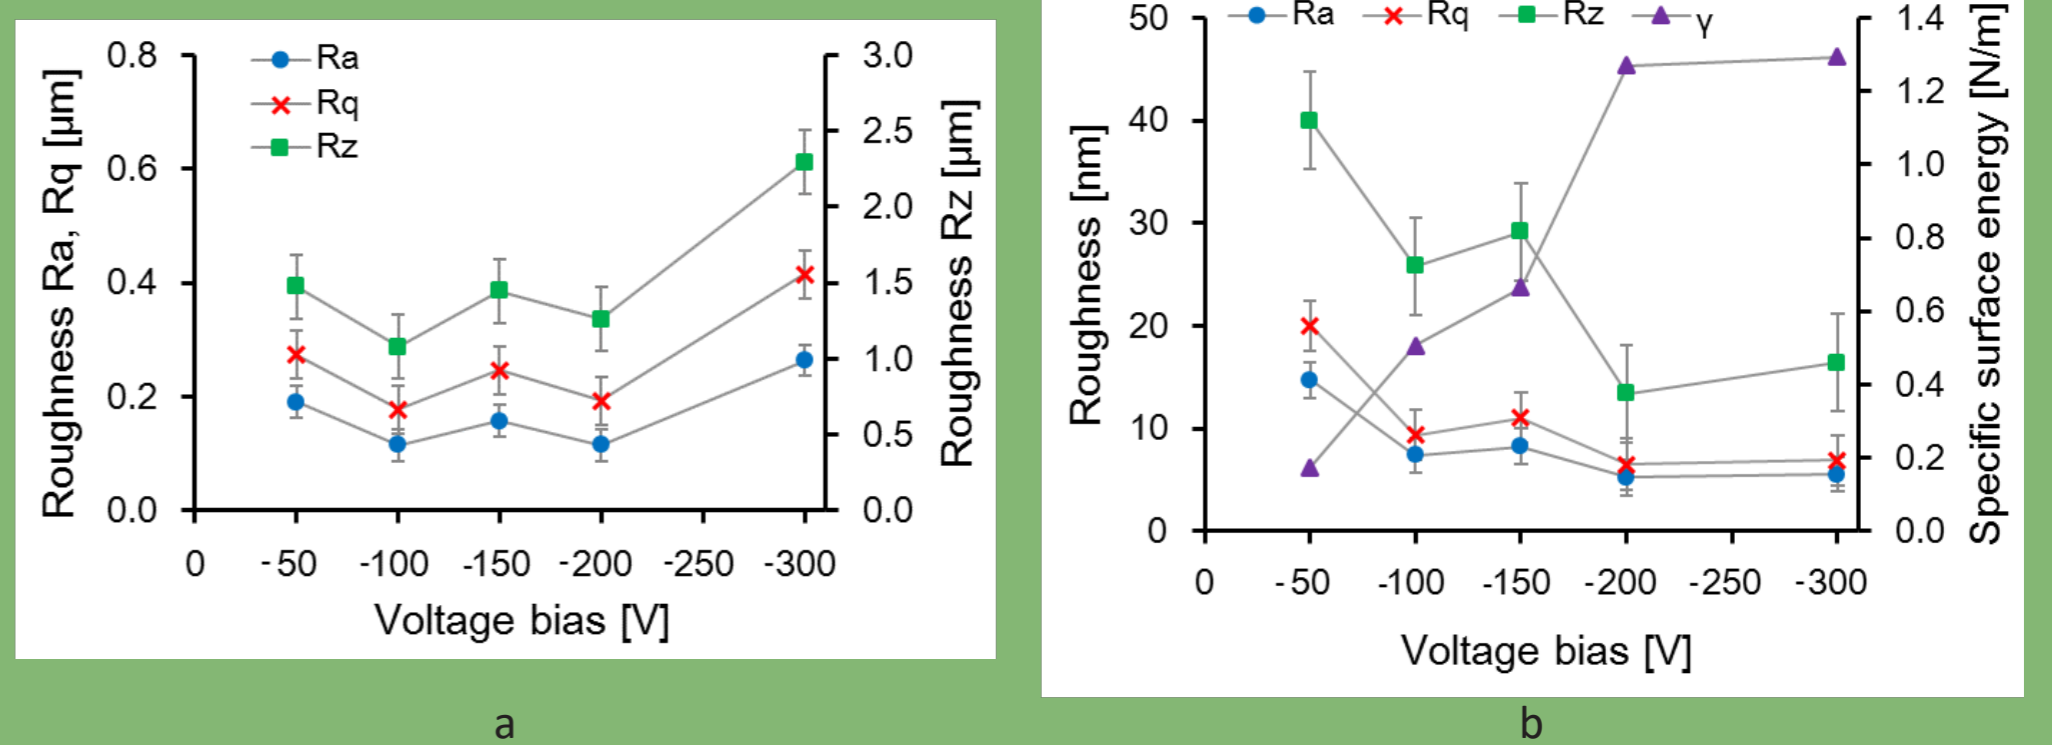 Roughness Ra, Rq [µm]
0.8
0.6
0.4
0.2
0.0
Ra
Rq
Rz
3.0
2.5
2.0
1.5
1.0
0.5
0.0
Roughness Rz [µm]
0 -50 -100 -150 -200 -250 -300
Voltage bias [V]
a
Roughness [nm]
50
40
30
20
10
0
Ra Rq Rz γ
1.4
1.2
1.0
0.8
0.6
0.4
0.2
0.0
Specific surface energy [N/m]
0 -50 -100 -150 -200 -250 -300
Voltage bias [V]
b